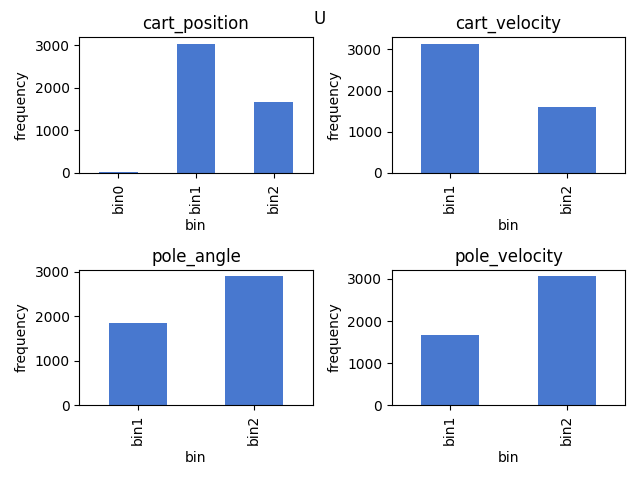 U
cart_position
frequency
3000
2000
1000
0
bin0
bin1
bin2
bin
cart_velocity
frequency
3000
2000
1000
0
bin1
bin2
bin
pole_angle
frequency
3000
2000
1000
0
bin1
bin2
bin
pole_velocity
frequency
3000
2000
1000
0
bin1
bin2
bin